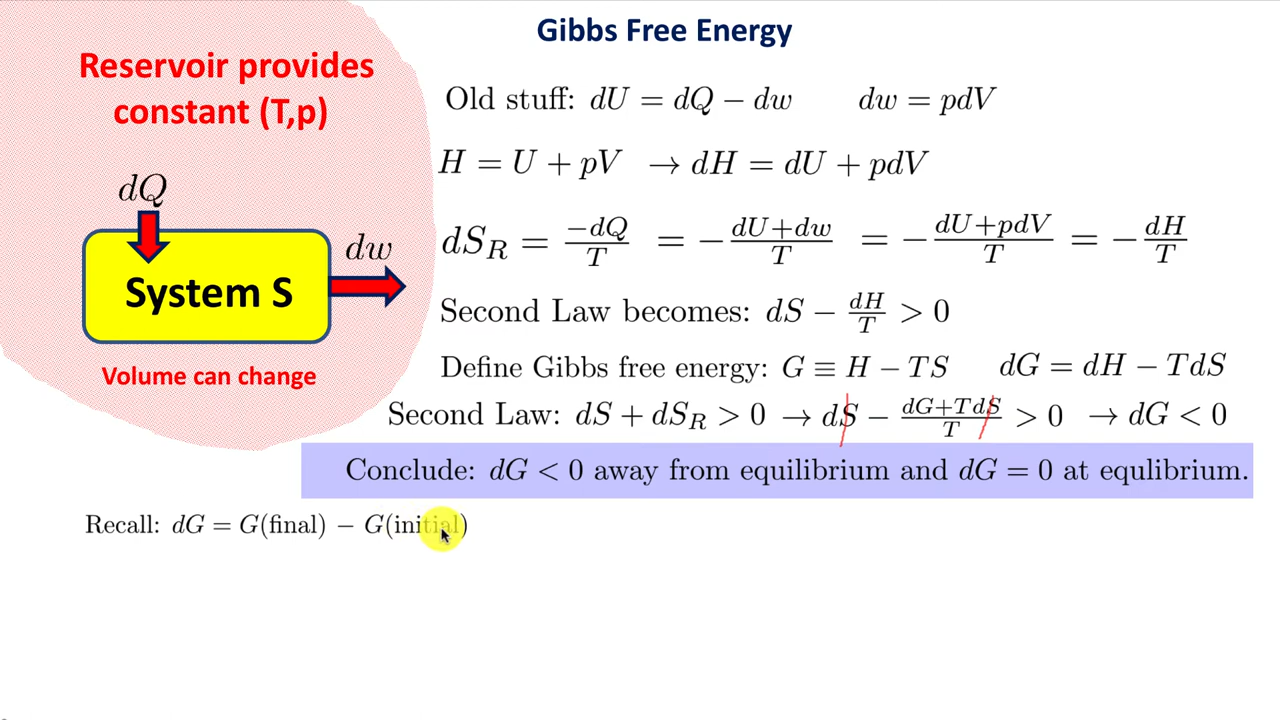 Gibbs Free Energy
Reservoir provides
constant (T,p)
dQ
dw
System S
Volume can change
Old stuff: dU = dQ − dw dw = pdV
H = U + pV → dH = dU + pdV
dS_R = −dQ/T = − dU+dw/T = − dU+pdV/T = − dH/T
Second Law becomes: dS − dH/T > 0
Define Gibbs free energy: G ≡ H − TS dG = dH − TdS
Second Law: dS + dS_R > 0 → dS − dG+TdS/T > 0 → dG < 0
Conclude: dG < 0 away from equilibrium and dG = 0 at equlibrium.
Recall: dG = G(final) − G(initial)